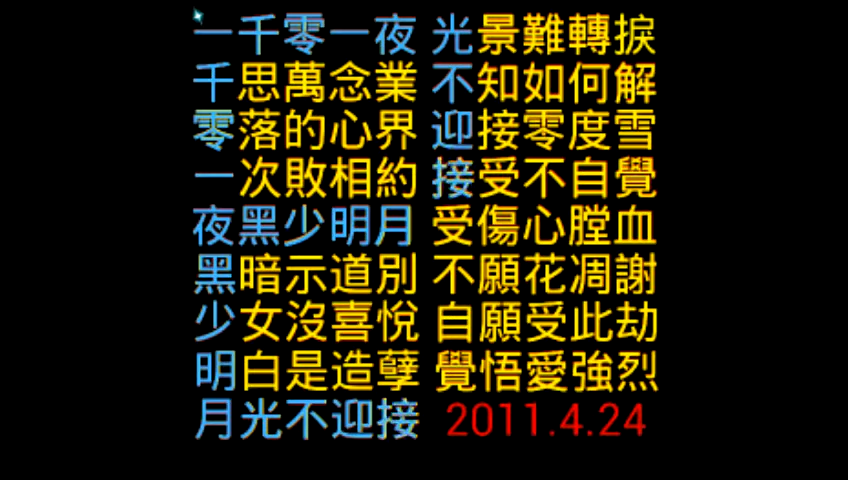 一千零一夜 光景難轉捩
千思萬念業 不知如何解
零落的心界 迎接零度雪
一次敗相約 接受不自覺
夜黑少明月 受傷心膛血
黑暗示道別 不願花凋謝
少女沒喜悅 自願受此劫
明白是造孽 覺悟愛強烈
月光不迎接 2011.4.24